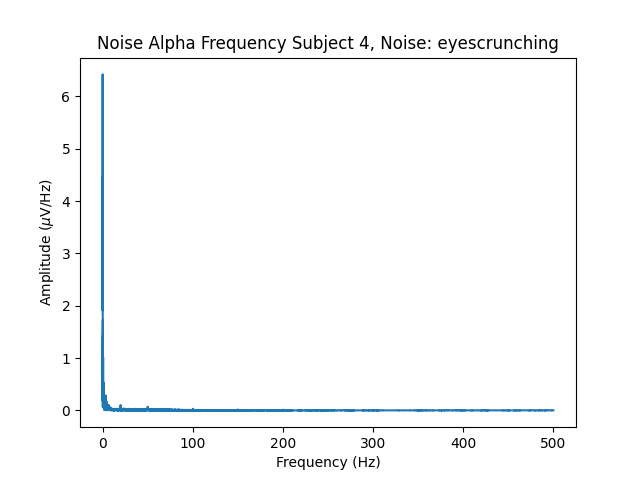 Noise Alpha Frequency Subject 4, Noise: eyescrunching
6
5
4
3
2
1
0
Amplitude (μV/Hz)
0 100 200 300 400 500
Frequency (Hz)